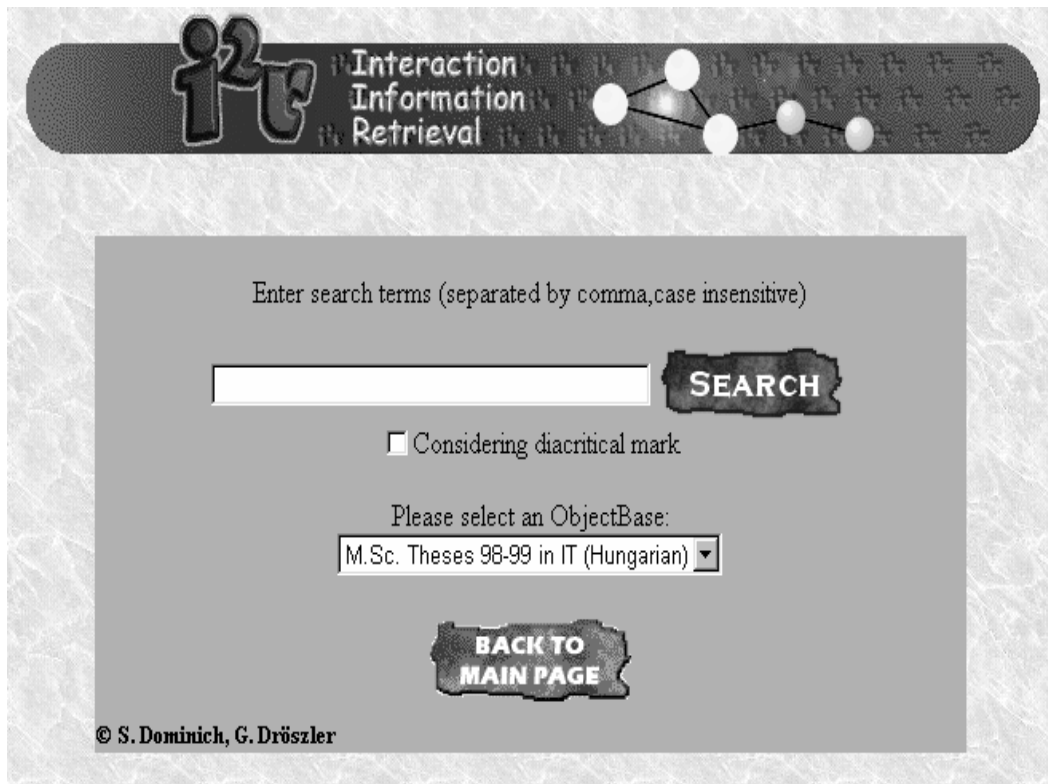 i2r
Interaction
Information
Retrieval
Enter search terms (separated by comma,case insensitive)
SEARCH
Considering diacritical mark
Please select an ObjectBase:
M.Sc. Theses 98-99 in IT (Hungarian)
BACK TO
MAIN PAGE
© S. Dominich, G. Dröszler